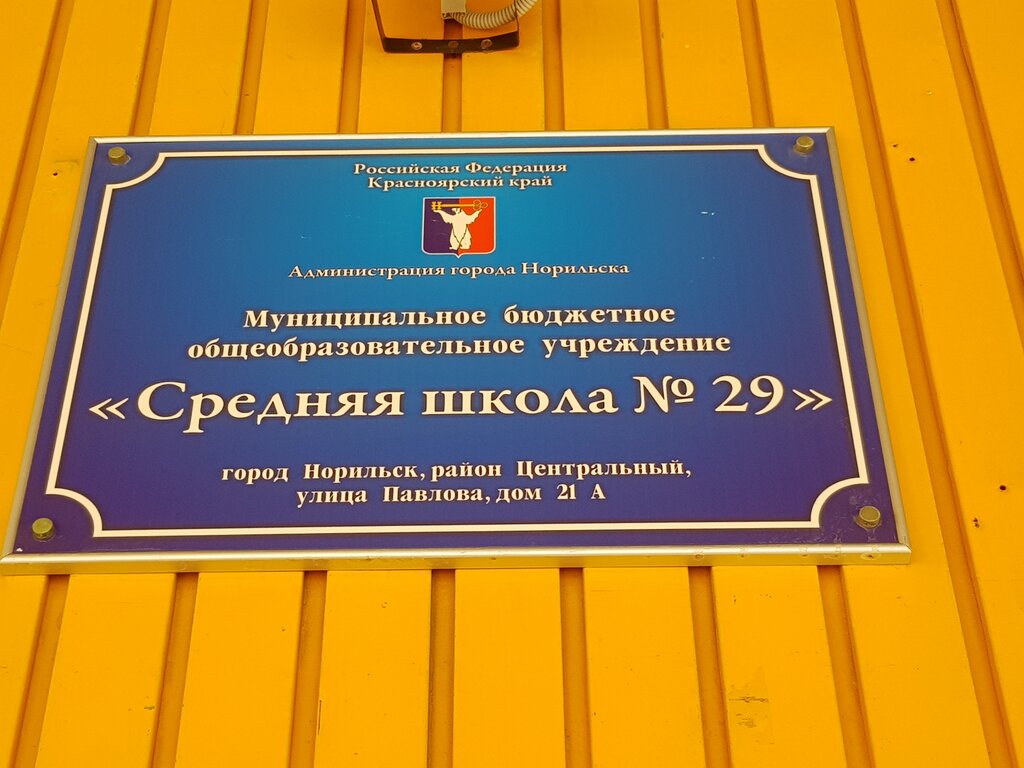 Российская Федерация
Красноярский край
Администрация города Норильска
Муниципальное бюджетное
общеобразовательное учреждение
«Средняя школа № 29»
город Норильск, район Центральный,
улица Павлова, дом 21 А